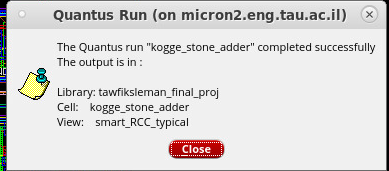 Quantus Run (on micron2.eng.tau.ac.il)
The Quantus run "kogge_stone_adder" completed successfully
The output is in :
Library: tawfiksleman_final_proj
Cell: kogge_stone_adder
View: smart_RCC_typical
Close